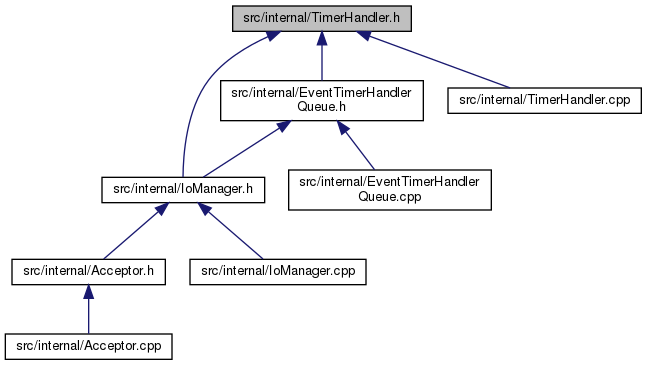 src/internal/TimerHandler.h
src/internal/EventTimerHandler
Queue.h
src/internal/TimerHandler.cpp
src/internal/IoManager.h
src/internal/EventTimerHandler
Queue.cpp
src/internal/Acceptor.h
src/internal/IoManager.cpp
src/internal/Acceptor.cpp